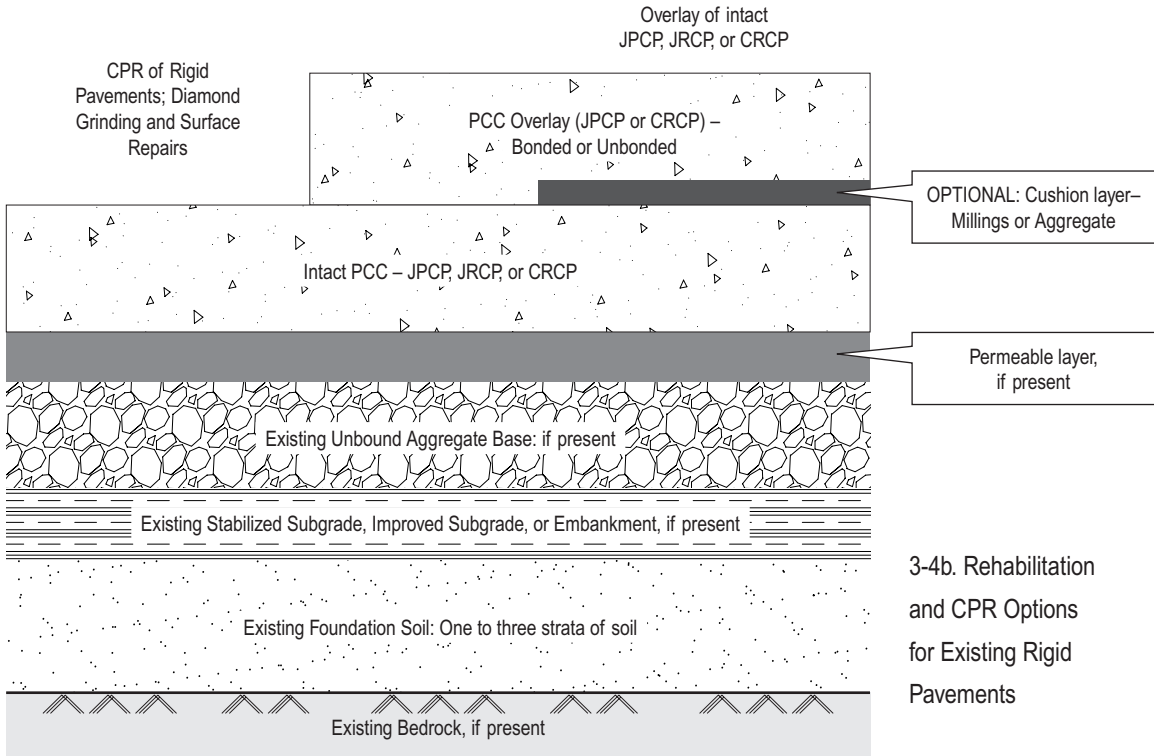 Overlay of intact
JPCP, JRCP, or CRCP
CPR of Rigid
Pavements; Diamond
Grinding and Surface
Repairs
PCC Overlay (JPCP or CRCP) –
Bonded or Unbonded
OPTIONAL: Cushion layer–
Millings or Aggregate
Intact PCC – JPCP, JRCP, or CRCP
Permeable layer,
if present
Existing Unbound Aggregate Base: if present
Existing Stabilized Subgrade, Improved Subgrade, or Embankment, if present
3-4b. Rehabilitation
and CPR Options
for Existing Rigid
Pavements
Existing Foundation Soil: One to three strata of soil
Existing Bedrock, if present